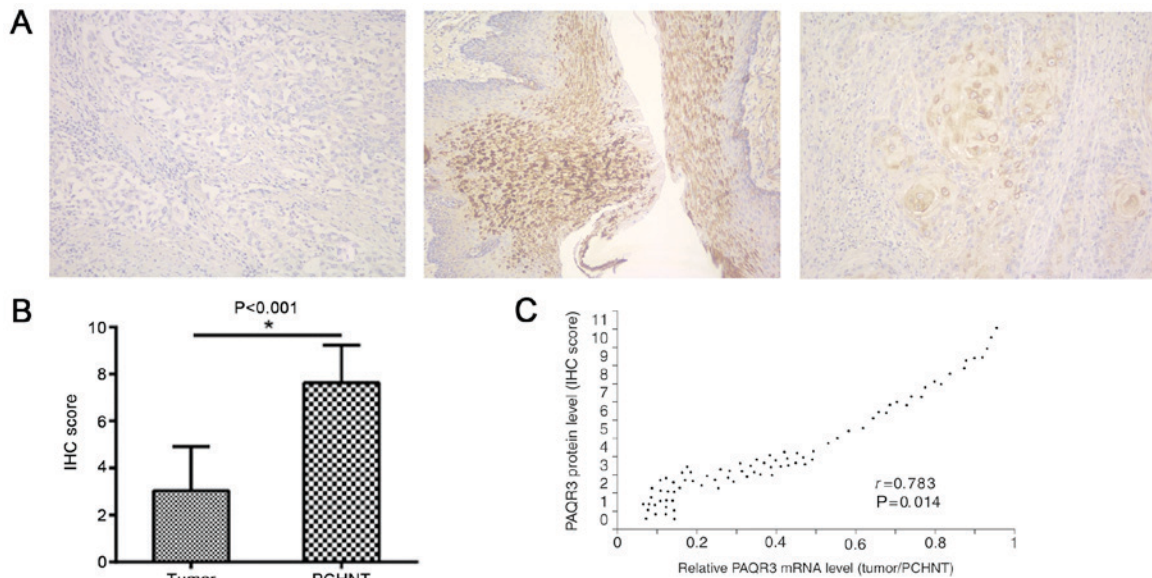 A
B
P<0.001
*
10
8
6
4
2
0
IHC score
Tumor
PCHNT
C
11
10
9
8
7
6
5
4
3
2
1
0
PAQR3 protein level (IHC score)
r=0.783
P=0.014
0
0.2
0.4
0.6
0.8
1
Relative PAQR3 mRNA level (tumor/PCHNT)